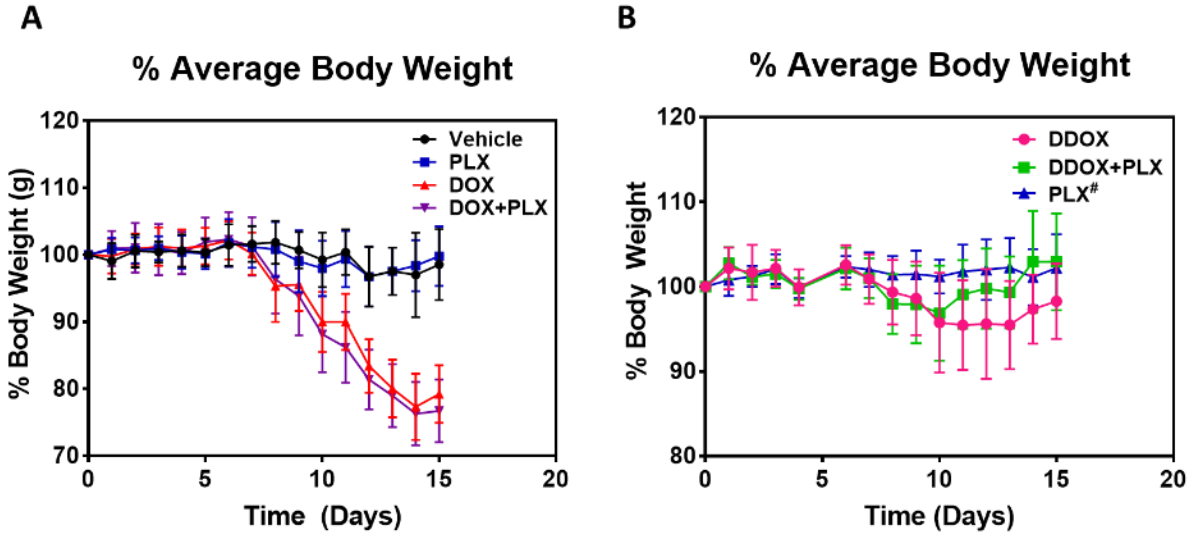 A
% Average Body Weight
120
110
100
90
80
70
% Body Weight (g)
Vehicle
PLX
DOX
DOX+PLX
0 5 10 15 20
Time (Days)
B
% Average Body Weight
120
110
100
90
80
% Body Weight
DDOX
DDOX+PLX
PLX#
0 5 10 15 20
Time (Days)